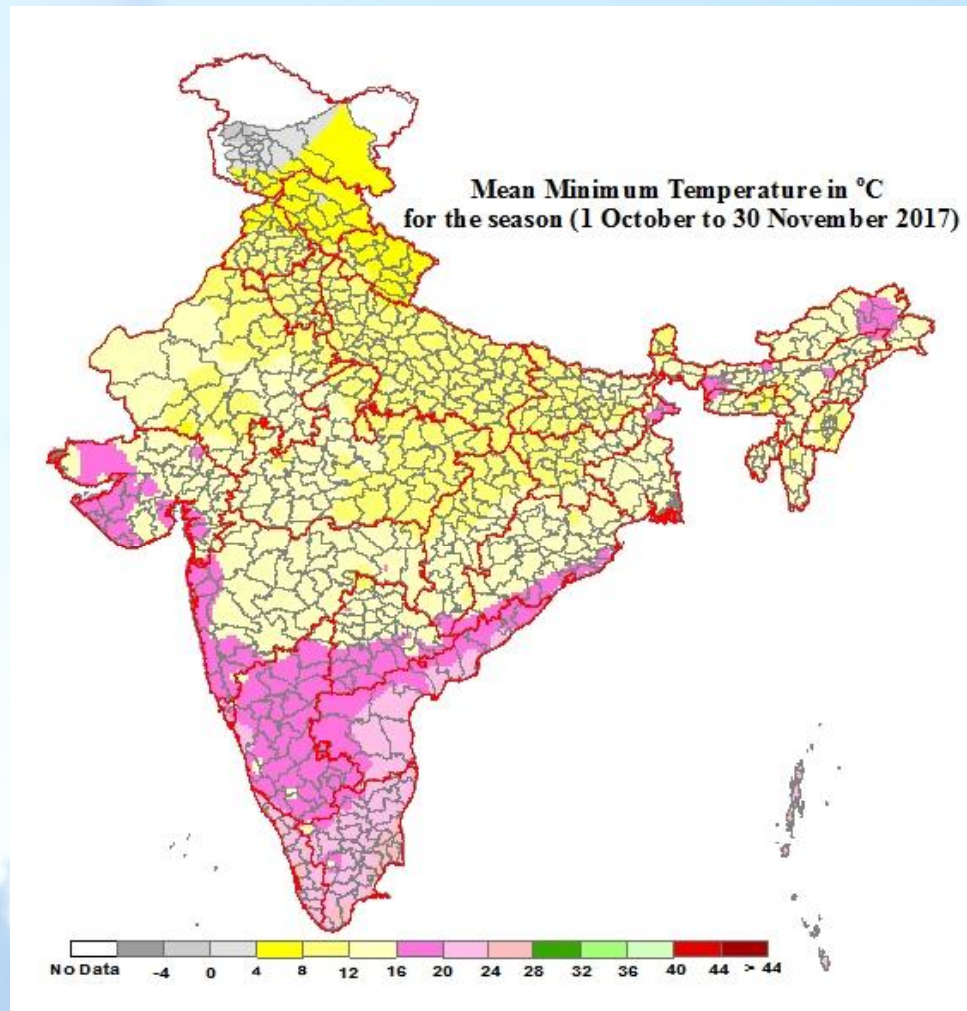 Mean Minimum Temperature in °C
for the season (1 October to 30 November 2017)
No Data -4 0 4 8 12 16 20 24 28 32 36 40 44 > 44